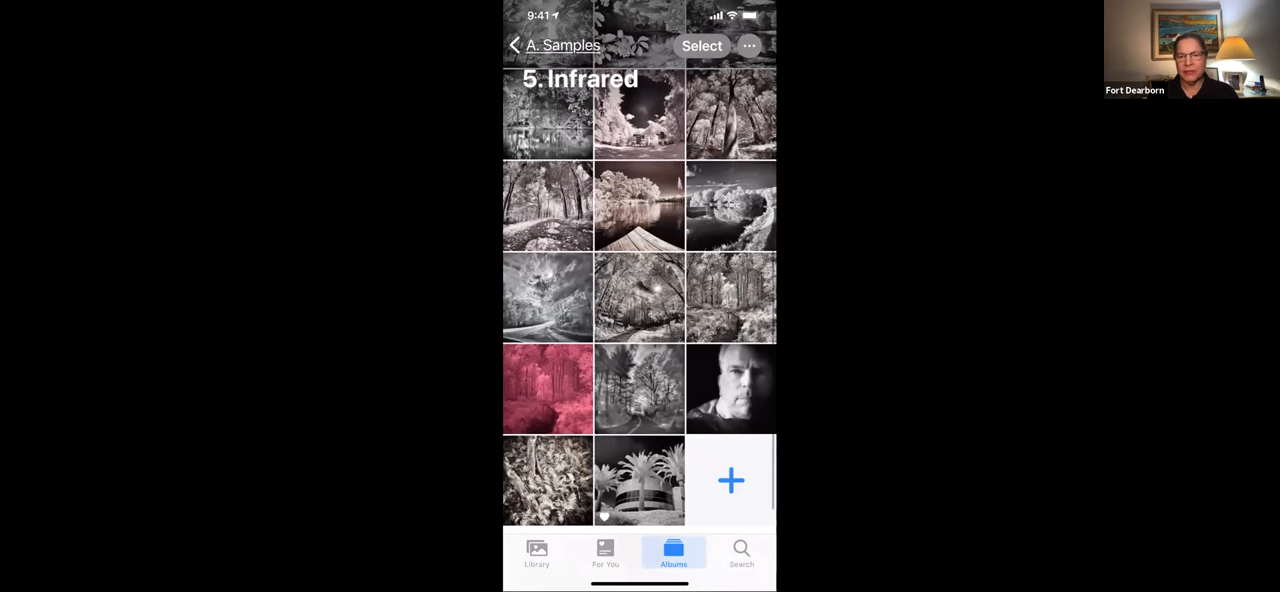 9:41
A. Samples
Select
5. Infrared
Fort Dearborn
Library
For You
Albums
Search